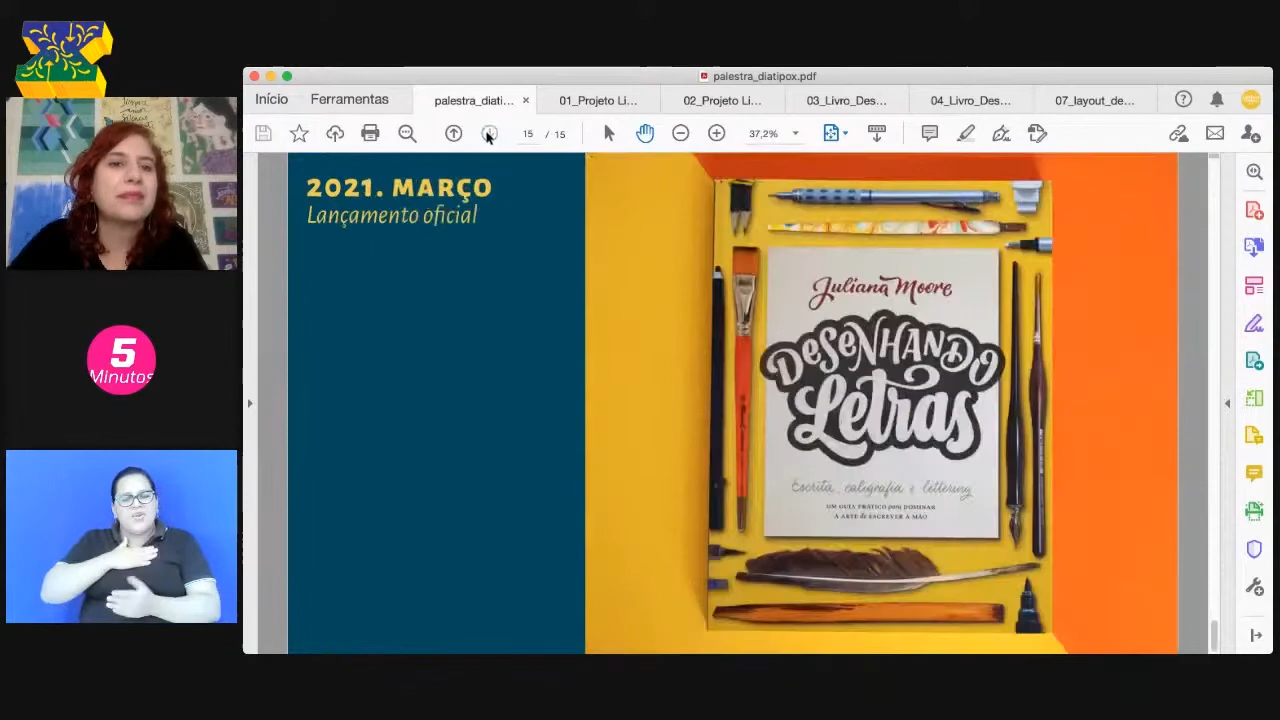 palestra_diatipox.pdf
Início
Ferramentas
palestra_diati...
01_Projeto Li...
02_Projeto Li...
03_Livro_Des...
04_Livro_Des...
07_layout_de...
15 / 15
37,2%
5
Minutos
2021. MARÇO
Lançamento oficial
Juliana Moore
DeSeNHANDO
Letras
Escrita, caligrafia e lettering
UM GUIA PRÁTICO para DOMINAR
A ARTE de ESCREVER À MÃO